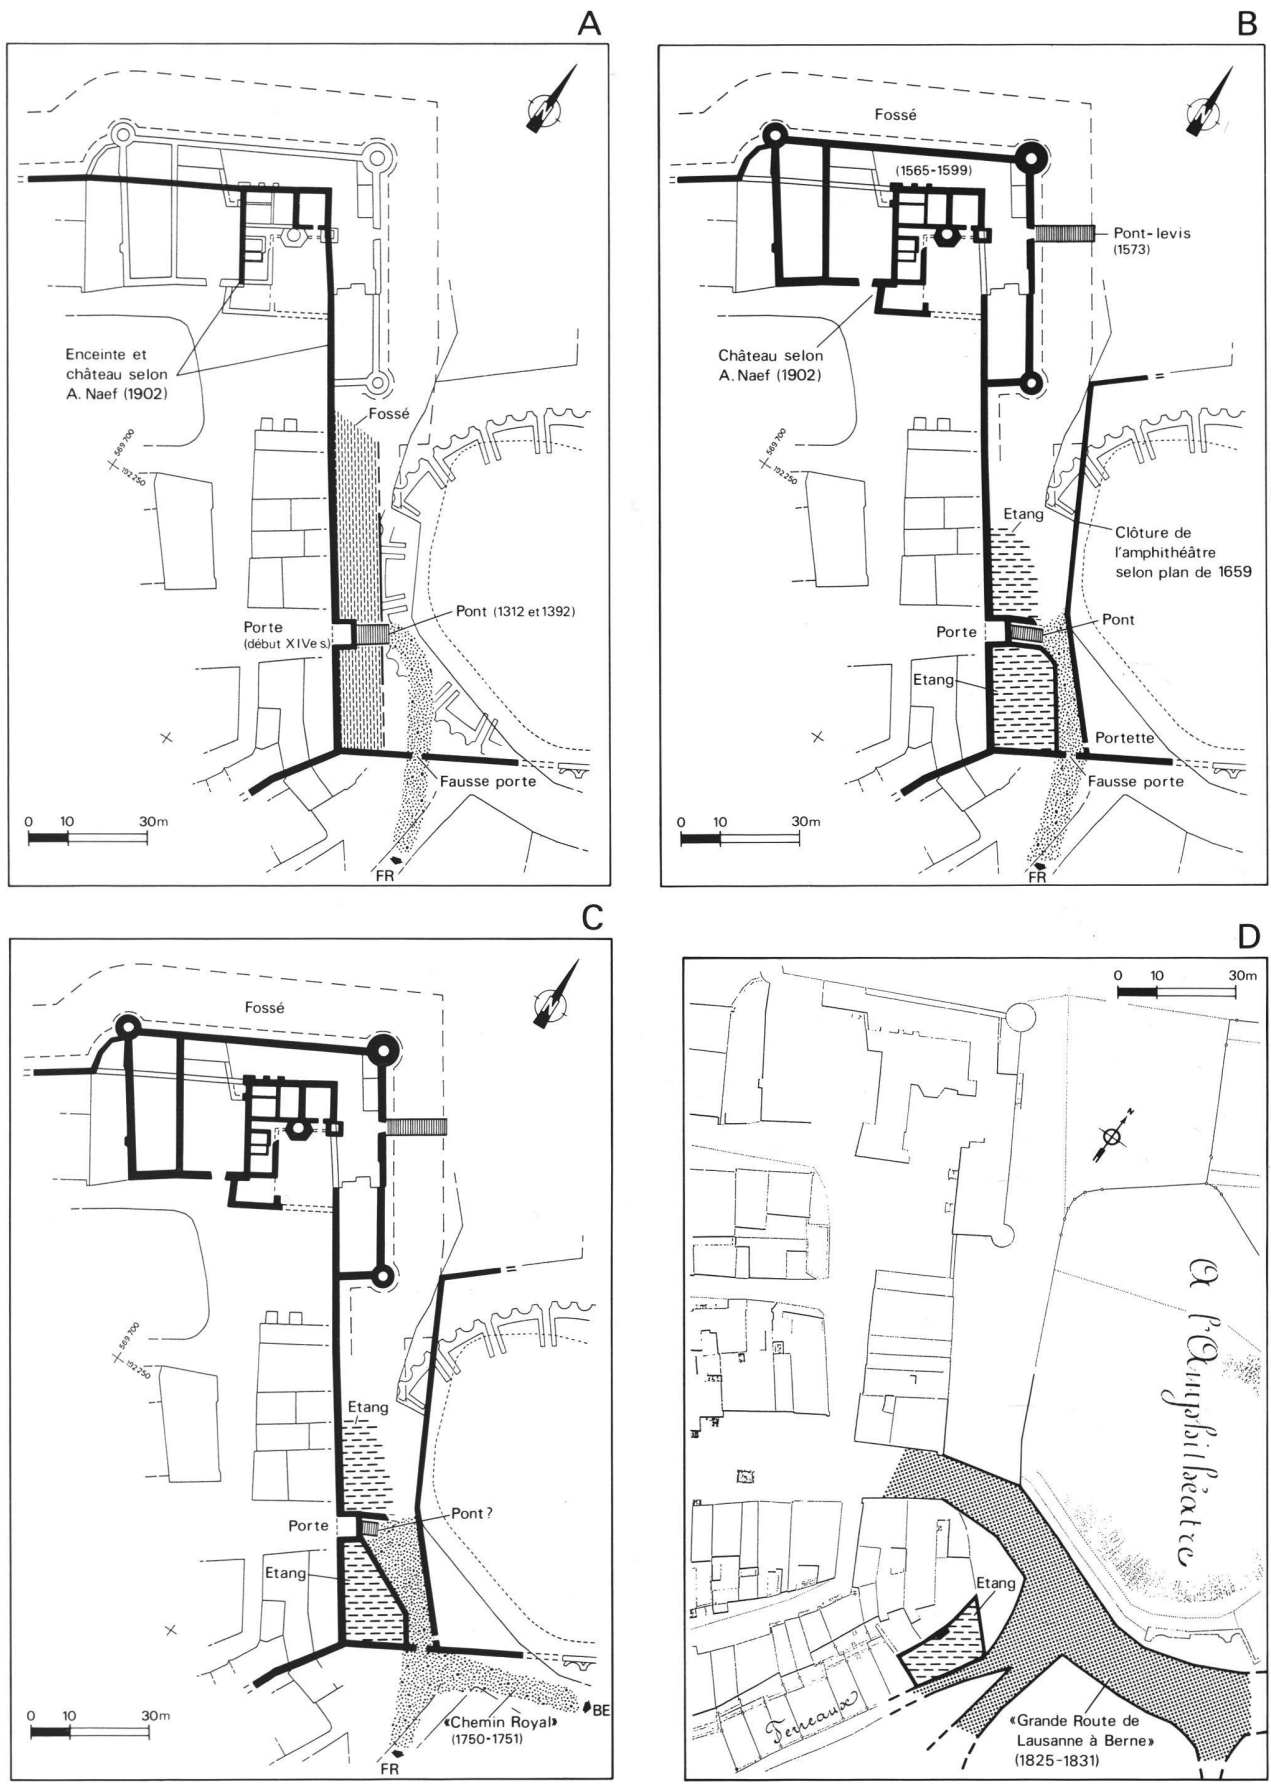 A
N
Enceinte et
château selon
A. Naef (1902)
Fossé
569 700
192 250
Pont (1312 et 1392)
Porte
(début XIVe s.)
Fausse porte
0 10 30m
FR
B
Fossé
N
(1565-1599)
Pont-levis
(1573)
Château selon
A. Naef (1902)
569 700
192 250
Etang
Clôture de
l'amphithéâtre
selon plan de 1659
Porte
Pont
Etang
Portette
Fausse porte
0 10 30m
FR
C
Fossé
N
569 700
192 250
Etang
Pont?
Porte
Etang
0 10 30m
«Chemin Royal»
(1750-1751)
BE
FR
D
0 10 30m
N
A l'Amphithéatre
Etang
Terreaux
«Grande Route de
Lausanne à Berne»
(1825-1831)